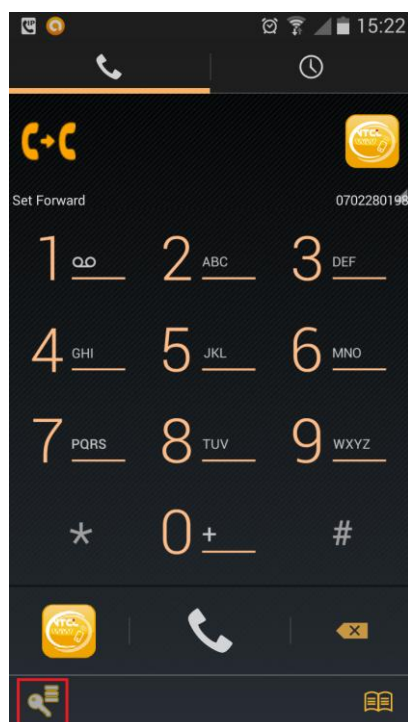 15:22
Set Forward 0702280198
1 2 ABC 3 DEF
4 GHI 5 JKL 6 MNO
7 PQRS 8 TUV 9 WXYZ
* 0 + #